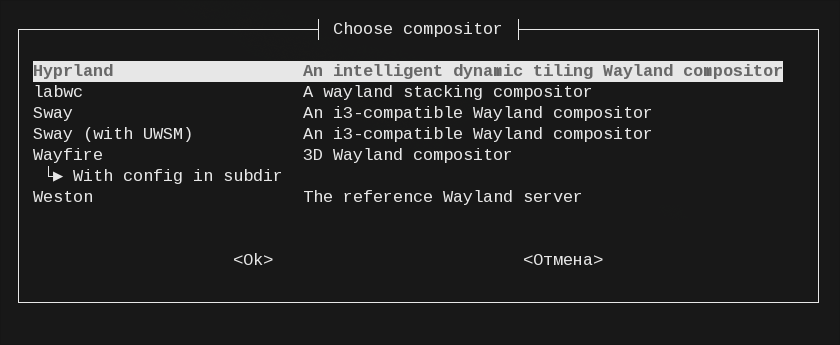 Choose compositor
Hyprland An intelligent dynamic tiling Wayland compositor
labwc A wayland stacking compositor
Sway An i3-compatible Wayland compositor
Sway (with UWSM) An i3-compatible Wayland compositor
Wayfire 3D Wayland compositor
└▶ With config in subdir
Weston The reference Wayland server
<Ok> <Отмена>